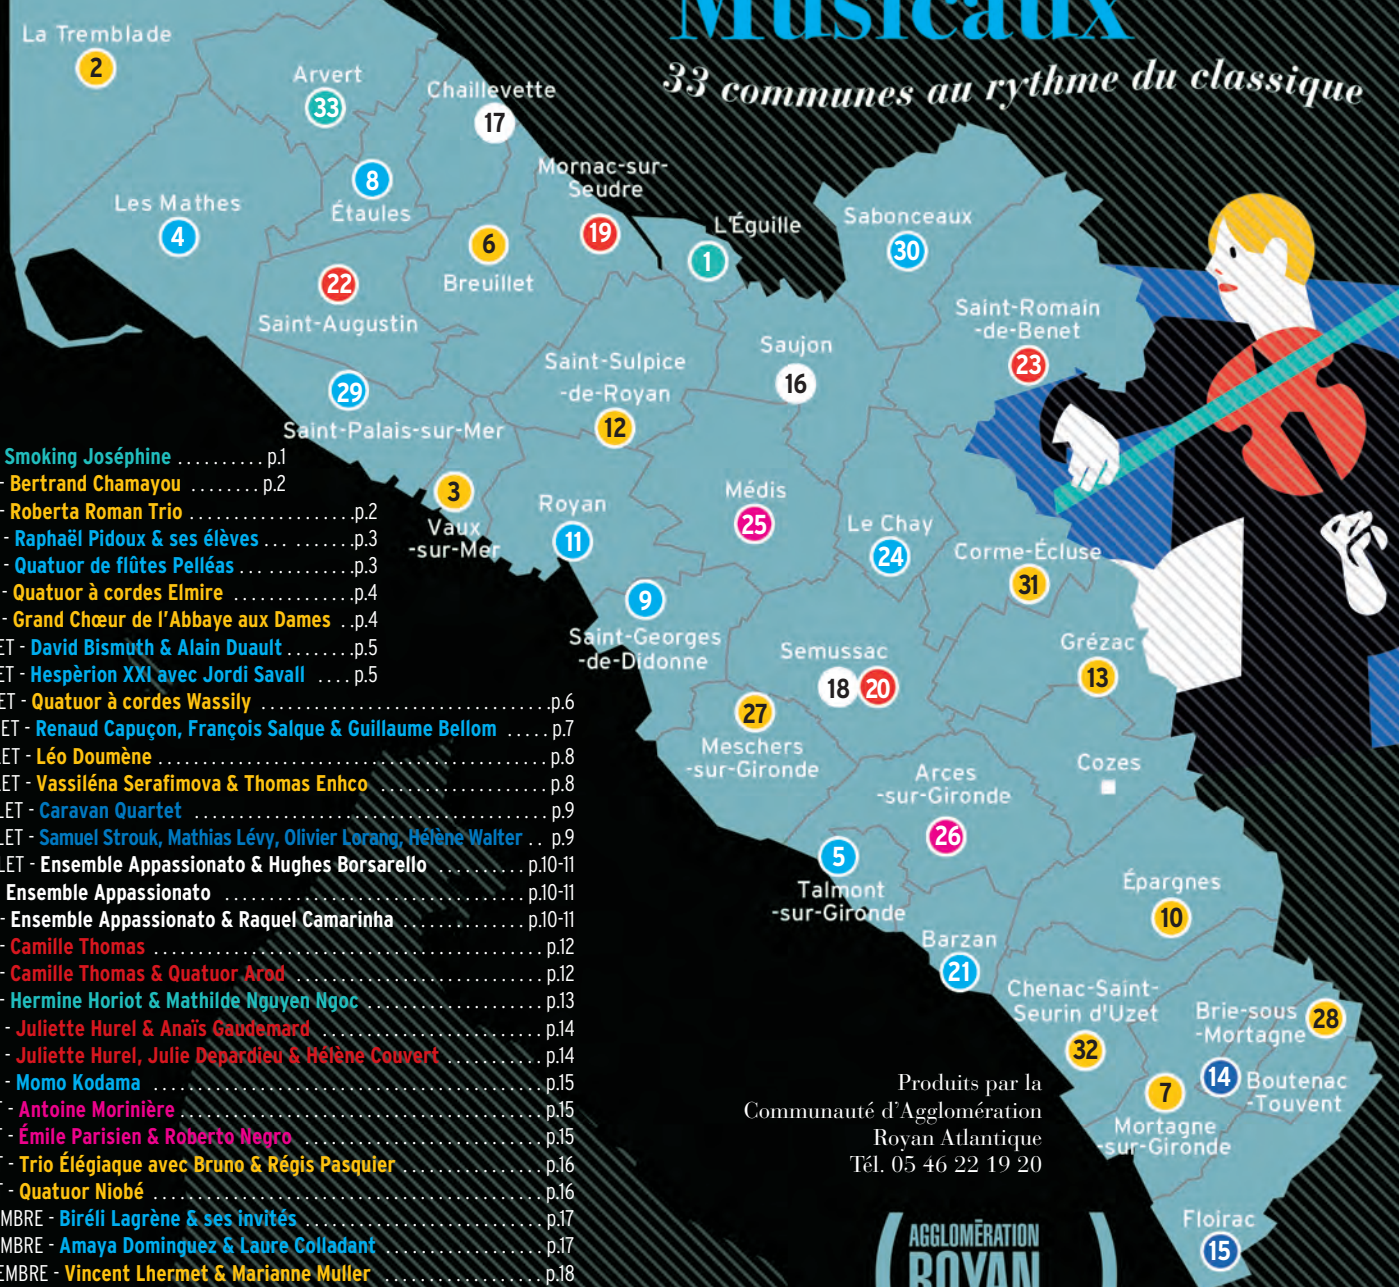 Musicaux
33 communes au rythme du classique
La Tremblade
2
Arvert
33
Chaillevette
17
8
Étaules
Mornac-sur-
Seudre
19
L'Éguille
1
Sabonceaux
30
Les Mathes
4
6
Breuillet
22
Saint-Augustin
Saint-Romain
-de-Benet
23
Saujon
16
Saint-Sulpice
-de-Royan
12
29
Saint-Palais-sur-Mer
3
Vaux
-sur-Mer
Royan
11
Médis
25
Le Chay
24
Corme-Écluse
31
9
Saint-Georges
-de-Didonne
Semussac
18 20
Grézac
13
27
Meschers
-sur-Gironde
Cozes
Arces
-sur-Gironde
26
5
Talmont
-sur-Gironde
Épargnes
10
Barzan
21
Chenac-Saint-
Seurin d'Uzet
32
Brie-sous
-Mortagne
28
14
Boutenac
-Touvent
7
Mortagne
-sur-Gironde
Floirac
15
Smoking Joséphine .......... p.1
- Bertrand Chamayou ........ p.2
- Roberta Roman Trio ...................p.2
- Raphaël Pidoux & ses élèves ... .......p.3
- Quatuor de flûtes Pelléas ... ...........p.3
- Quatuor à cordes Elmire ..............p.4
- Grand Chœur de l'Abbaye aux Dames ..p.4
ET - David Bismuth & Alain Duault ........p.5
ET - Hespèrion XXI avec Jordi Savall .... p.5
ET - Quatuor à cordes Wassily .................................p.6
ET - Renaud Capuçon, François Salque & Guillaume Bellom ..... p.7
ET - Léo Doumène ............................................. p.8
ET - Vassiléna Serafimova & Thomas Enhco ................... p.8
LET - Caravan Quartet ......................................... p.9
LET - Samuel Strouk, Mathias Lévy, Olivier Lorang, Hélène Walter .. p.9
LET - Ensemble Appassionato & Hughes Borsarello .......... p.10-11
Ensemble Appassionato ................................... p.10-11
- Ensemble Appassionato & Raquel Camarinha .............. p.10-11
- Camille Thomas ............................................. p.12
- Camille Thomas & Quatuor Arod ............................ p.12
- Hermine Horiot & Mathilde Nguyen Ngoc .................... p.13
- Juliette Hurel & Anaïs Gaudemard ......................... p.14
- Juliette Hurel, Julie Depardieu & Hélène Couvert ........... p.14
- Momo Kodama .............................................. p.15
- Antoine Morinière .......................................... p.15
- Émile Parisien & Roberto Negro ........................... p.15
- Trio Élégiaque avec Bruno & Régis Pasquier ................ p.16
- Quatuor Niobé ............................................. p.16
MBRE - Biréli Lagrène & ses invités ........................... p.17
MBRE - Amaya Dominguez & Laure Colladant .................. p.17
EMBRE - Vincent Lhermet & Marianne Muller .................. p.18
Produits par la
Communauté d'Agglomération
Royan Atlantique
Tél. 05 46 22 19 20
AGGLOMÉRATION
ROYAN